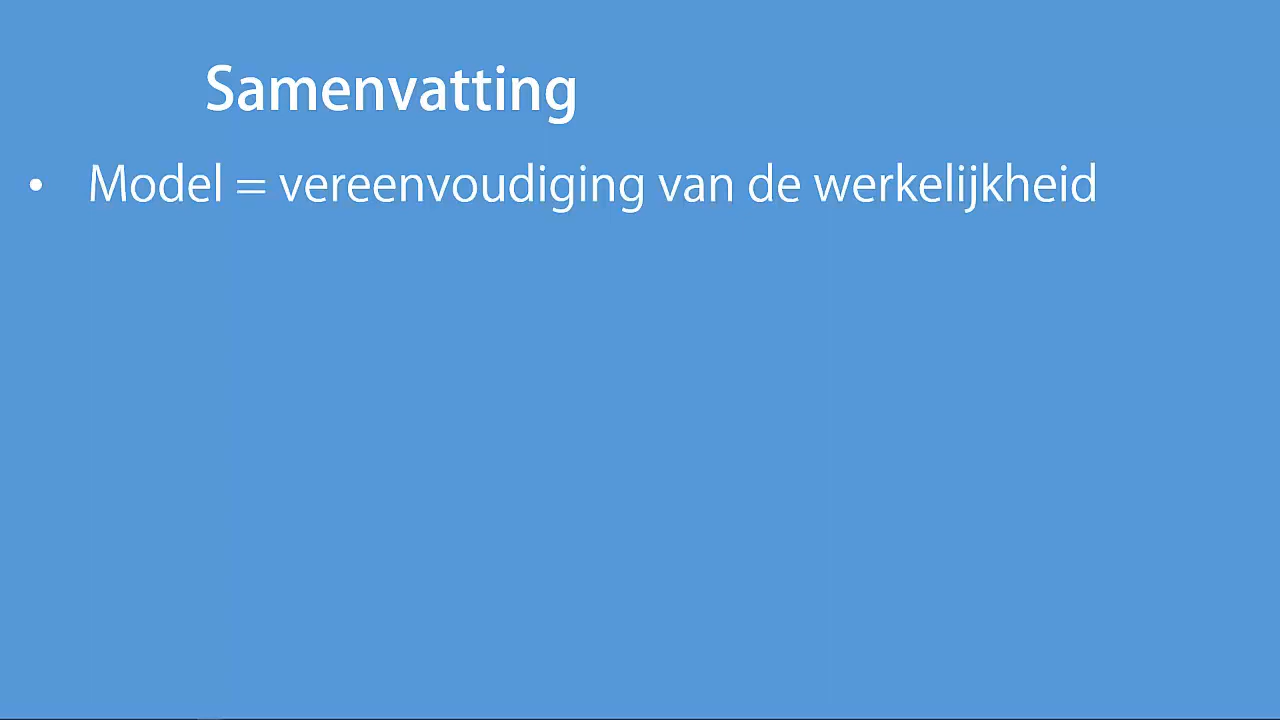 Samenvatting
• Model = vereenvoudiging van de werkelijkheid